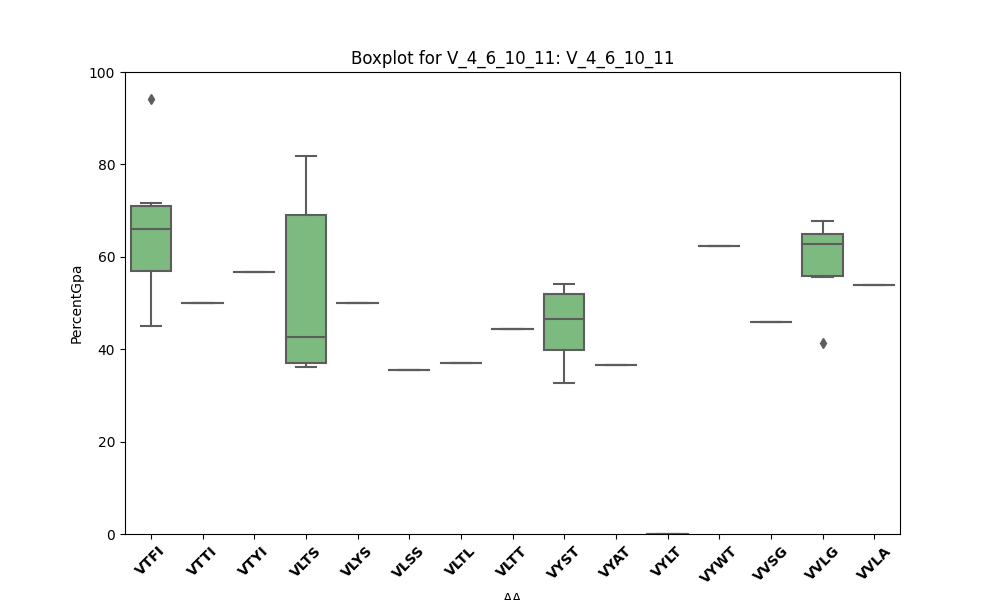 Boxplot for V_4_6_10_11: V_4_6_10_11
100
80
60
40
20
0
PercentGpa
VTFI
VTTI
VTYI
VLTS
VLYS
VLSS
VLTL
VLTT
VYST
VYAT
VYLT
VYWT
VVSG
VVLG
VVLA
AA